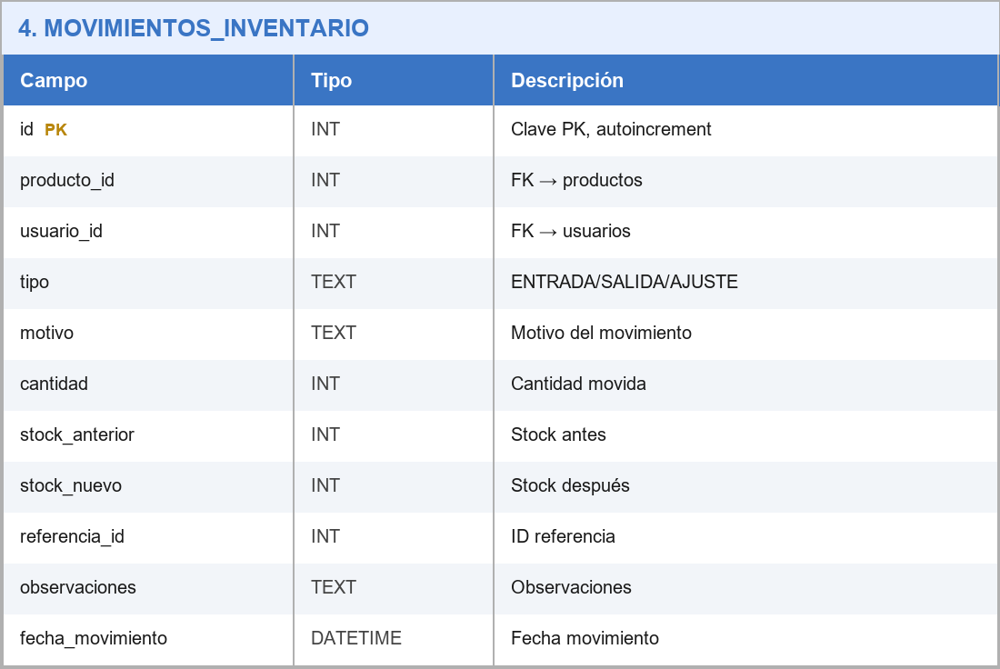 4. MOVIMIENTOS_INVENTARIO
Campo Tipo Descripción
id PK INT Clave PK, autoincrement
producto_id INT FK → productos
usuario_id INT FK → usuarios
tipo TEXT ENTRADA/SALIDA/AJUSTE
motivo TEXT Motivo del movimiento
cantidad INT Cantidad movida
stock_anterior INT Stock antes
stock_nuevo INT Stock después
referencia_id INT ID referencia
observaciones TEXT Observaciones
fecha_movimiento DATETIME Fecha movimiento